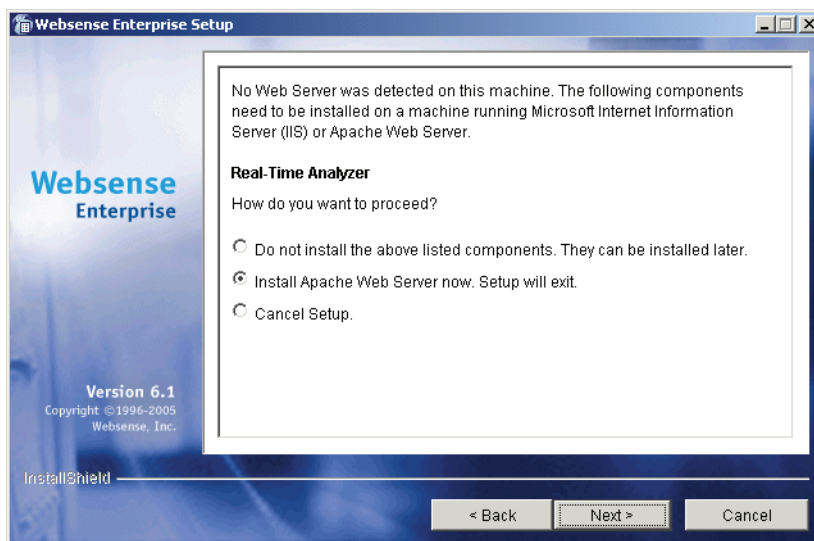 Websense Enterprise Setup
No Web Server was detected on this machine. The following components
need to be installed on a machine running Microsoft Internet Information
Server (IIS) or Apache Web Server.
Real-Time Analyzer
How do you want to proceed?
Do not install the above listed components. They can be installed later.
Install Apache Web Server now. Setup will exit.
Cancel Setup.
Websense
Enterprise
Version 6.1
Copyright ©1996-2005
Websense, Inc.
InstallShield
< Back
Next >
Cancel